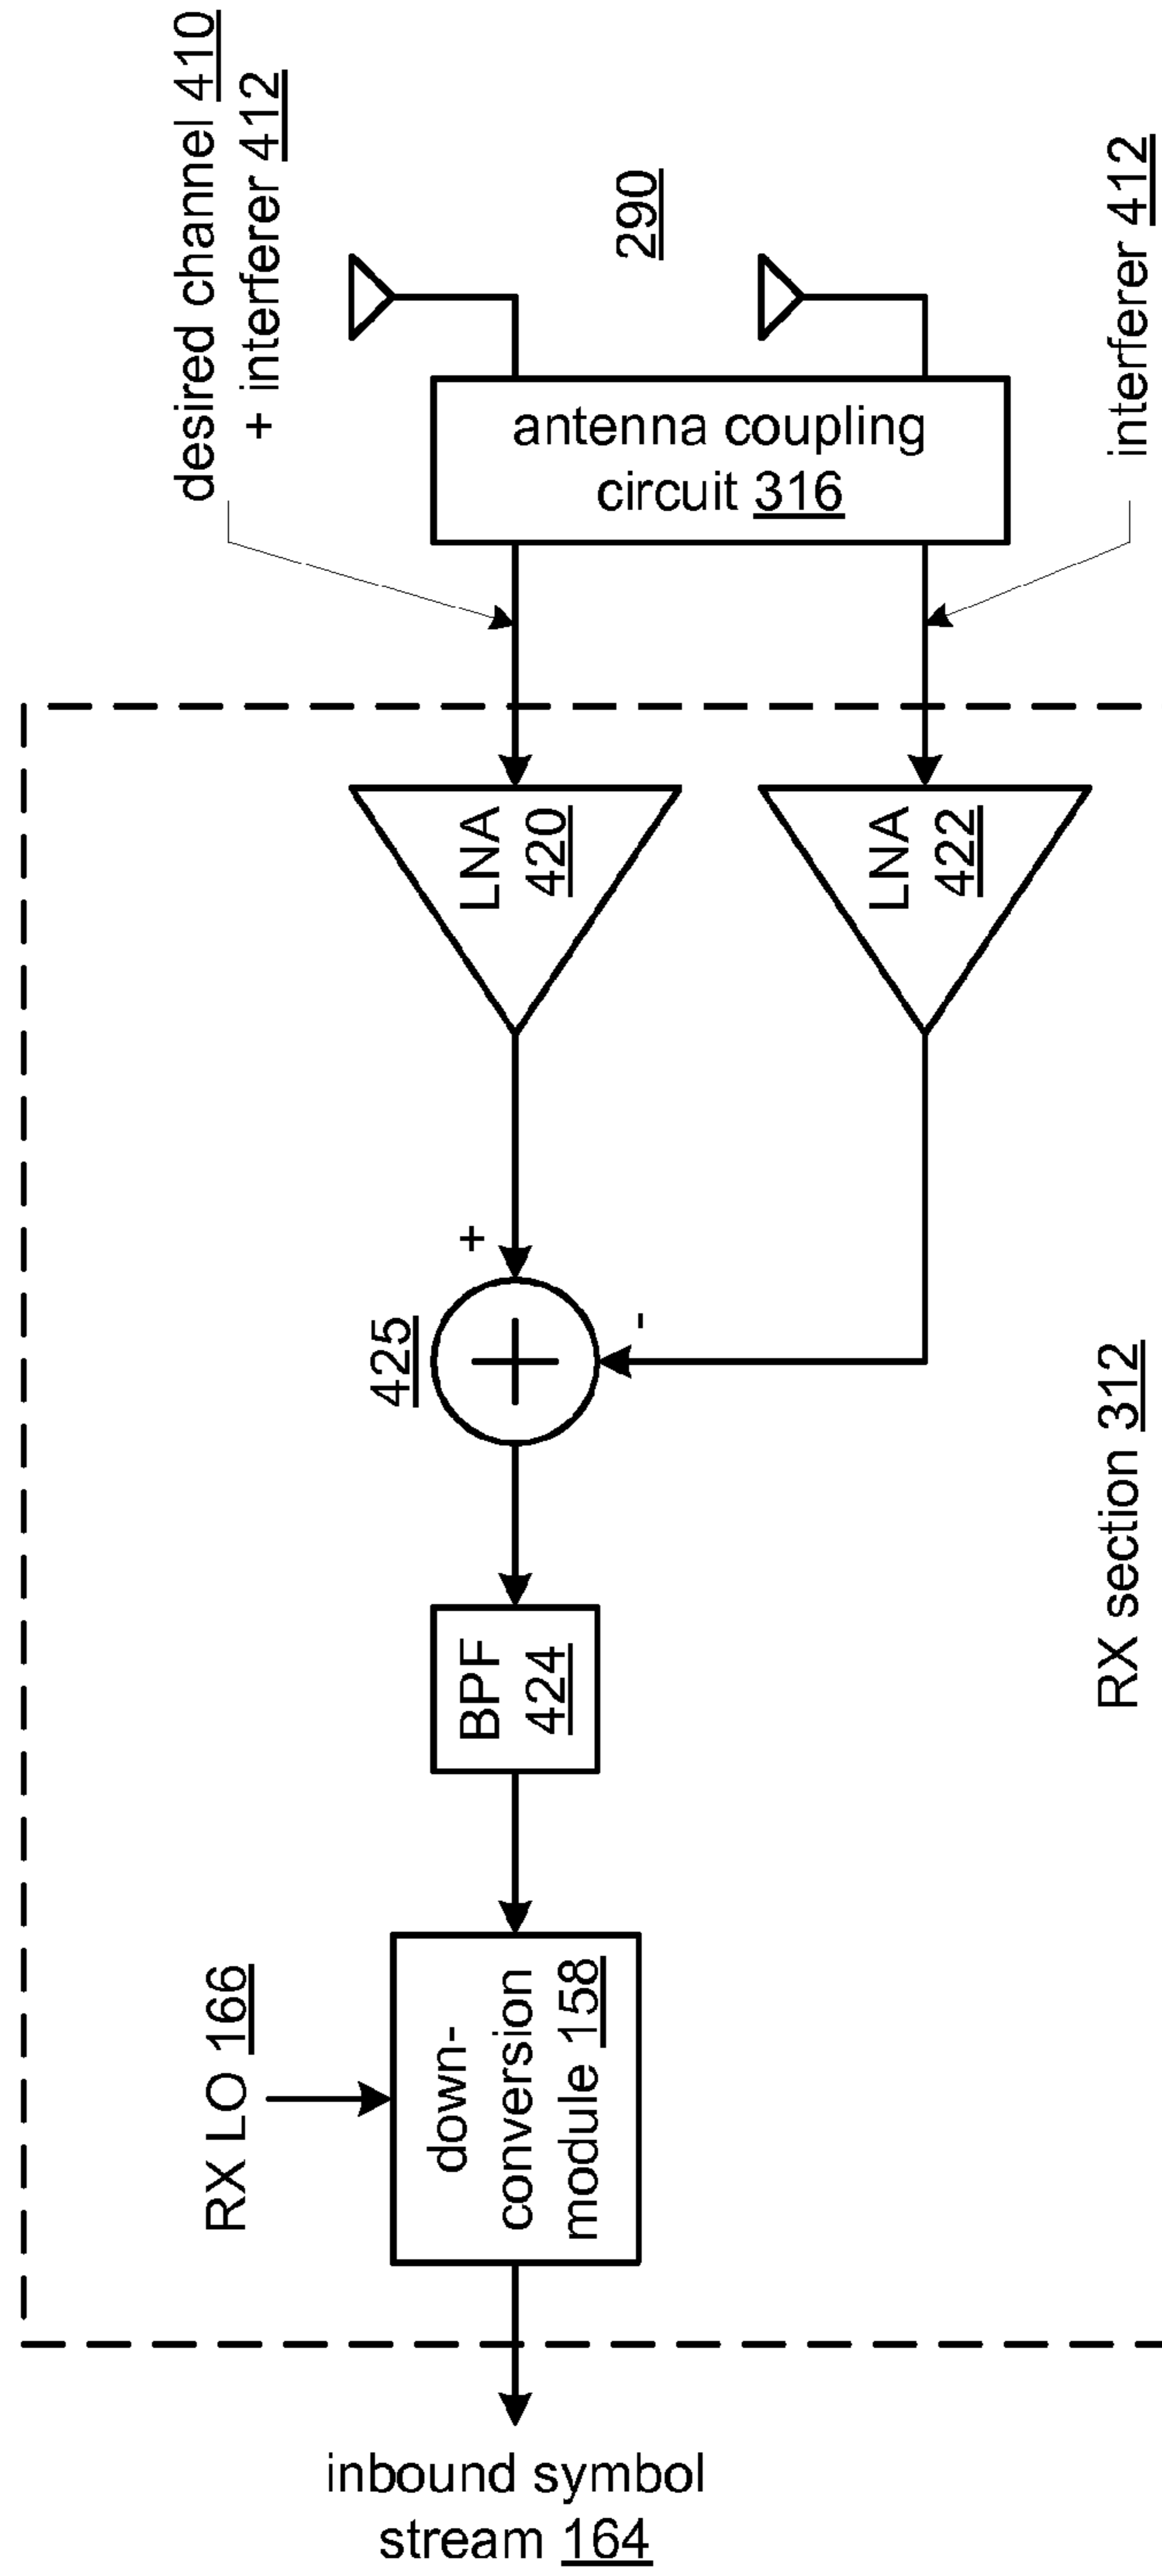 desired channel 410
+ interferer 412
290
antenna coupling
circuit 316
interferer 412
LNA
420
LNA
422
+
425
-
BPF
424
RX section 312
RX LO 166
down-
conversion
module 158
inbound symbol
stream 164